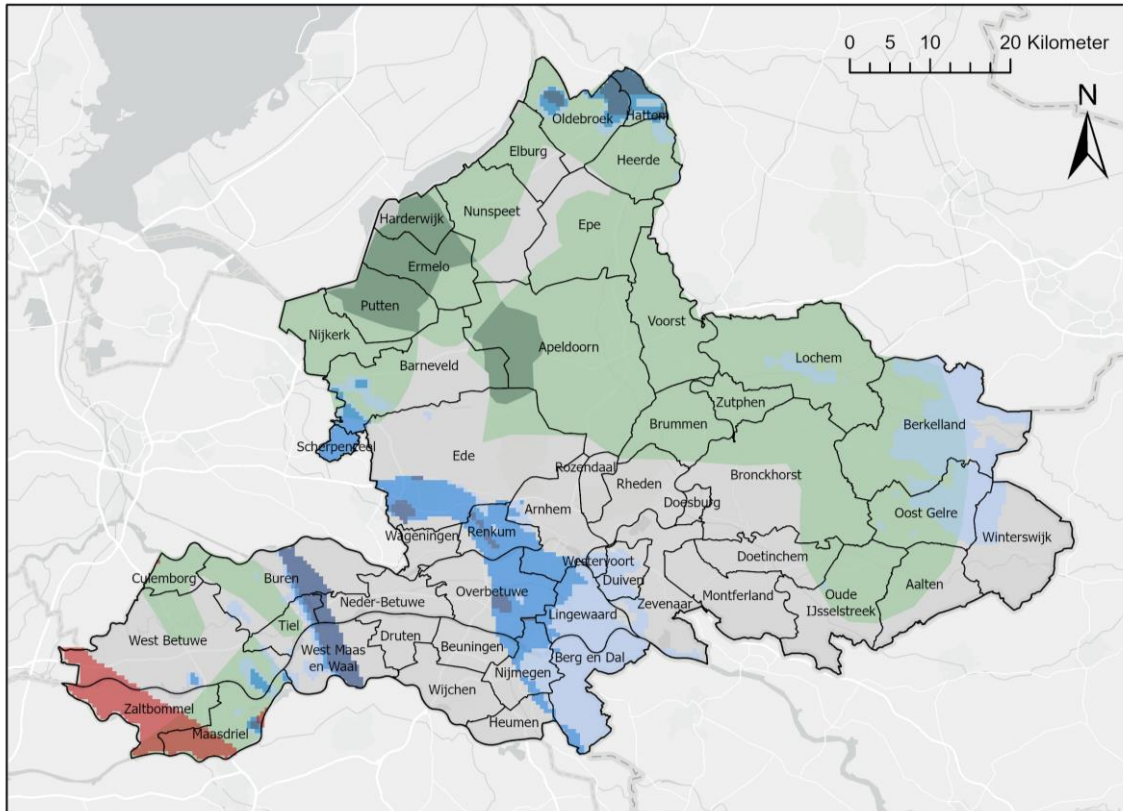 0 5 10 20 Kilometer
N
Oldebroek
Hattem
Elburg
Heerde
Nunspeet
Harderwijk
Epe
Ermelo
Putten
Nijkerk
Voorst
Apeldoorn
Barneveld
Lochem
Zutphen
Brummen
Berkelland
Scherpenzeel
Ede
Rozendaal
Bronckhorst
Rheden
Doesburg
Arnhem
Oost Gelre
Renkum
Wageningen
Winterswijk
Doetinchem
Westervoort
Duiven
Culemborg
Buren
Neder-Betuwe
Overbetuwe
Montferland
Oude
IJsselstreek
Aalten
Zevenaar
Lingewaard
Tiel
West Betuwe
Druten
Beuningen
West Maas
en Waal
Berg en Dal
Nijmegen
Wijchen
Zaltbommel
Heumen
Maasdriel